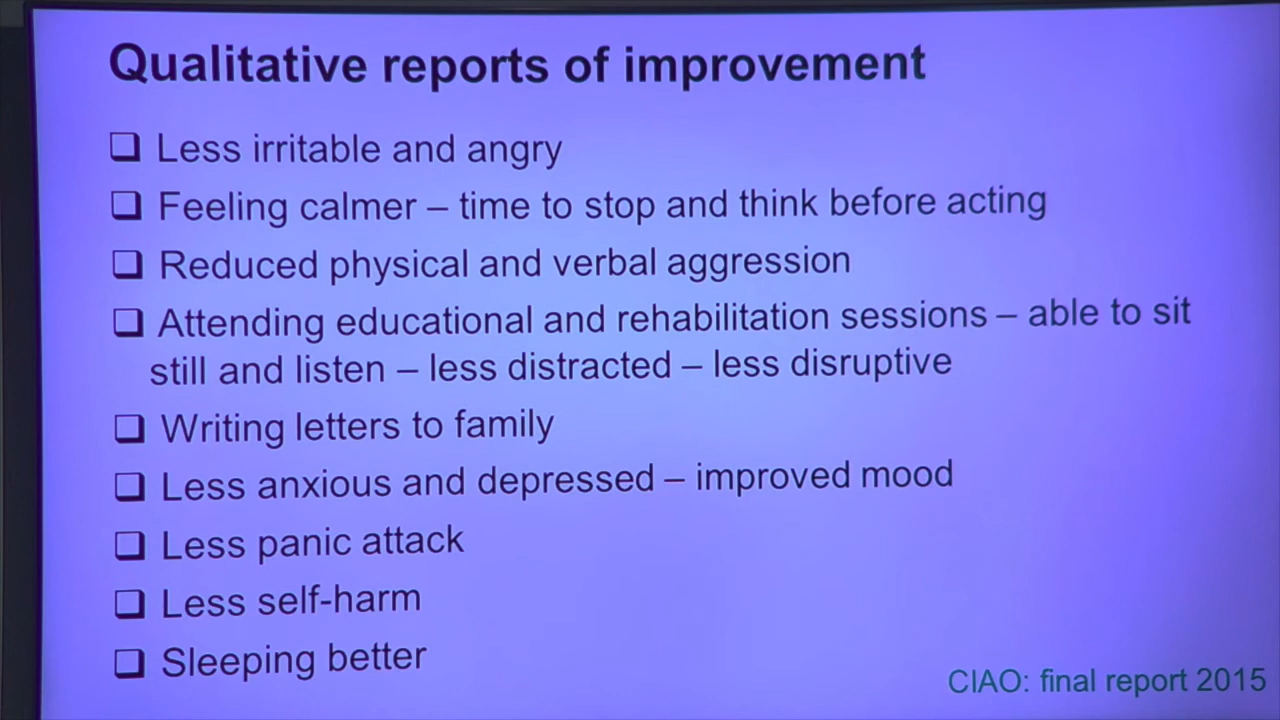 Qualitative reports of improvement
❑ Less irritable and angry
❑ Feeling calmer – time to stop and think before acting
❑ Reduced physical and verbal aggression
❑ Attending educational and rehabilitation sessions – able to sit
still and listen – less distracted – less disruptive
❑ Writing letters to family
❑ Less anxious and depressed – improved mood
❑ Less panic attack
❑ Less self-harm
❑ Sleeping better
CIAO: final report 2015